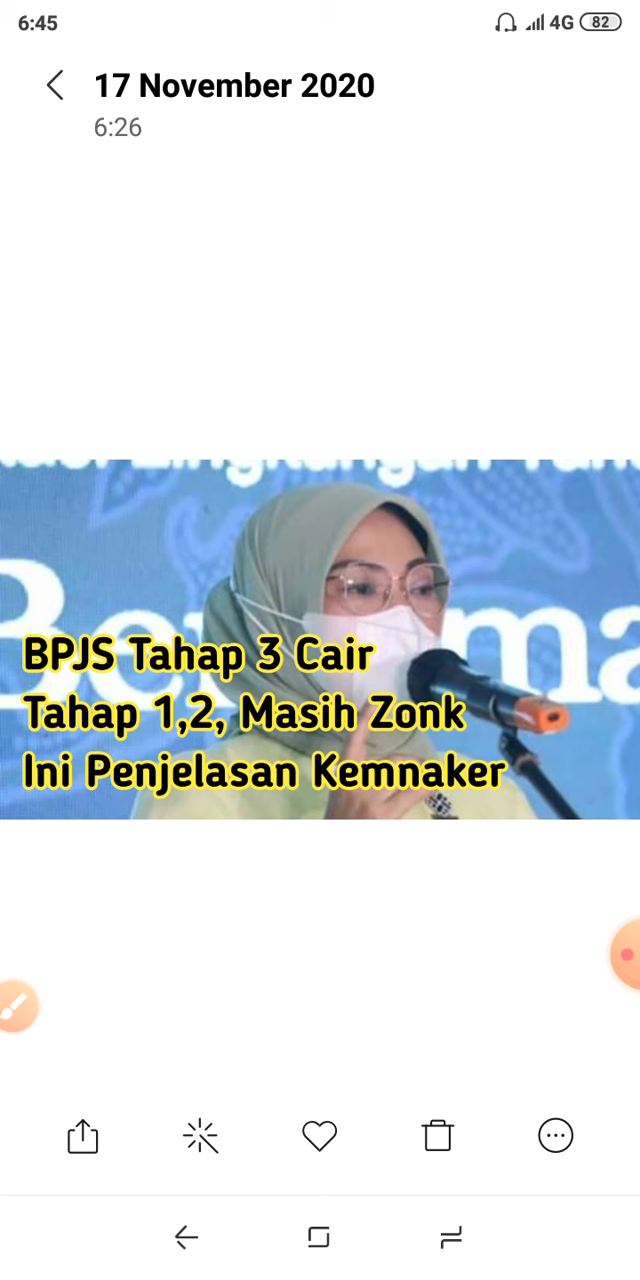 6:45
4G 82
17 November 2020
6:26
BPJS Tahap 3 Cair
Tahap 1,2, Masih Zonk
Ini Penjelasan Kemnaker